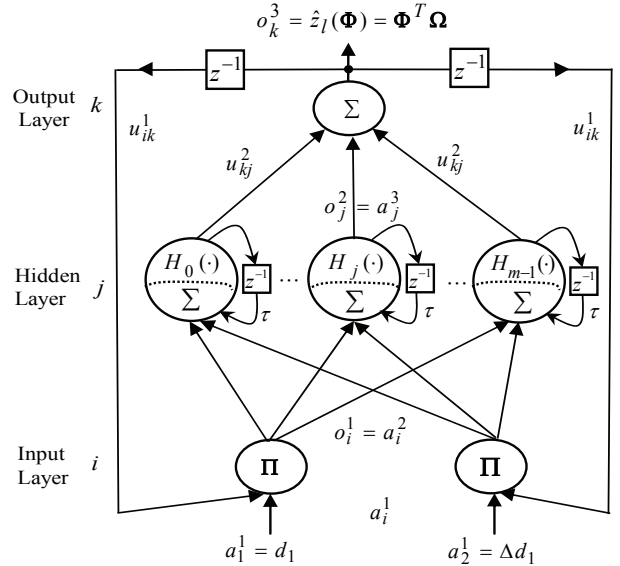 o_k^3 = ẑ_l(Φ) = Φ^T Ω
z^{-1} z^{-1}
Output Layer k
Σ
u_{ik}^1 u_{ik}^1
u_{kj}^2 u_{kj}^2
o_j^2 = a_j^3
Hidden Layer j
H_0(·) z^{-1} ... H_j(·) z^{-1} ... H_{m-1}(·) z^{-1}
Σ τ Σ τ Σ τ
o_i^1 = a_i^2
Input Layer i
Π Π
a_i^1
a_1^1 = d_1 a_2^1 = Δd_1